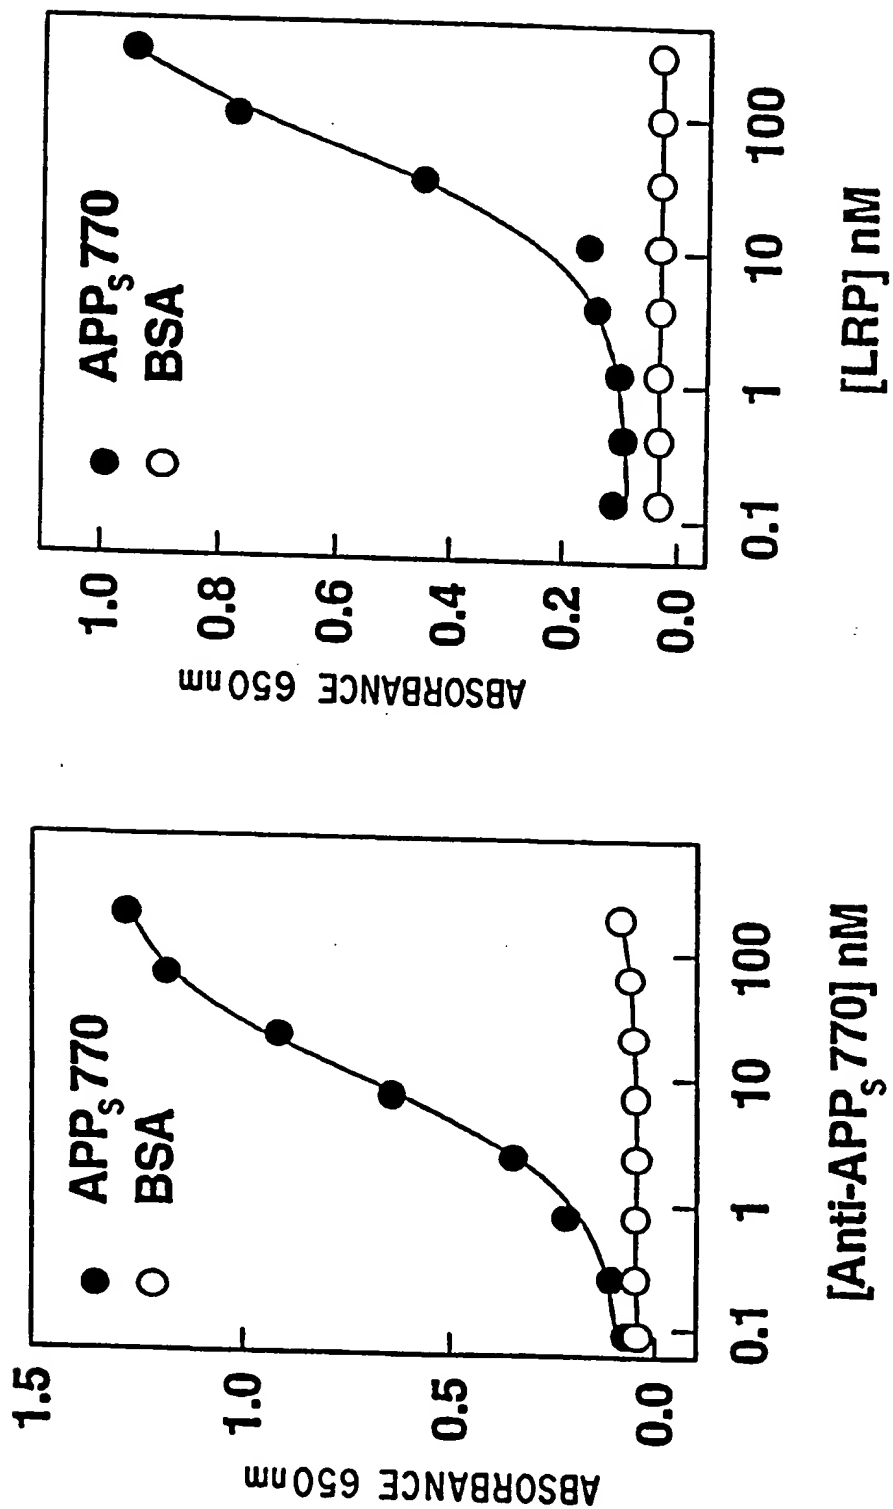 APPS770
BSA
1.5
1.0
0.5
0.0
ABSORBANCE 650nm
0.1
1
10
100
[Anti-APPS770] nM
APPS770
BSA
1.0
0.8
0.6
0.4
0.2
0.0
ABSORBANCE 650nm
0.1
1
10
100
[LRP] nM